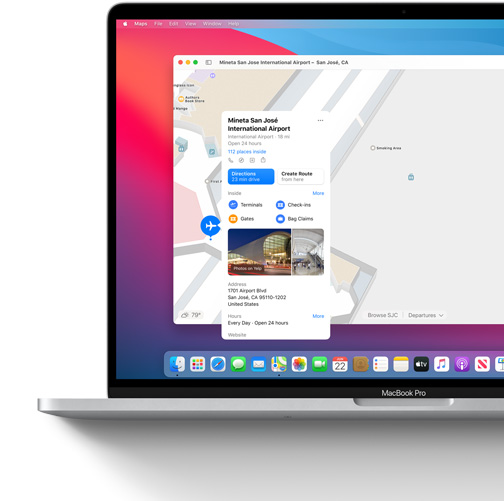 Maps File Edit View Window Help
Mineta San Jose International Airport – San José, CA
Authors
Book Store
Mineta San José
International Airport
International Airport · 18 mi
Open 24 hours
112 places inside
Smoking Area
Directions
23 min drive
Create Route
from here
Inside More
Terminals
Check-ins
Gates
Bag Claims
Photos on Yelp
Address
1701 Airport Blvd
San José, CA 95110-1202
United States
Hours More
Every Day · Open 24 hours
Website
79°
Browse SJC Departures
22
tv
MacBook Pro